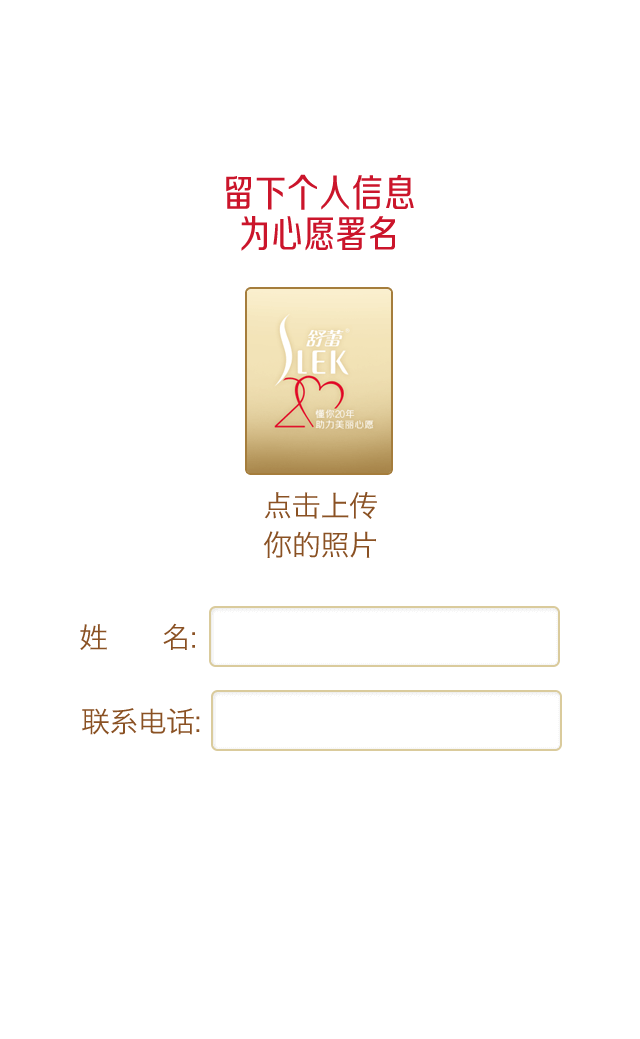 留下个人信息
为心愿署名
舒蕾
SLEK
20
懂你20年
助力美丽心愿
点击上传
你的照片
姓 名:
联系电话: